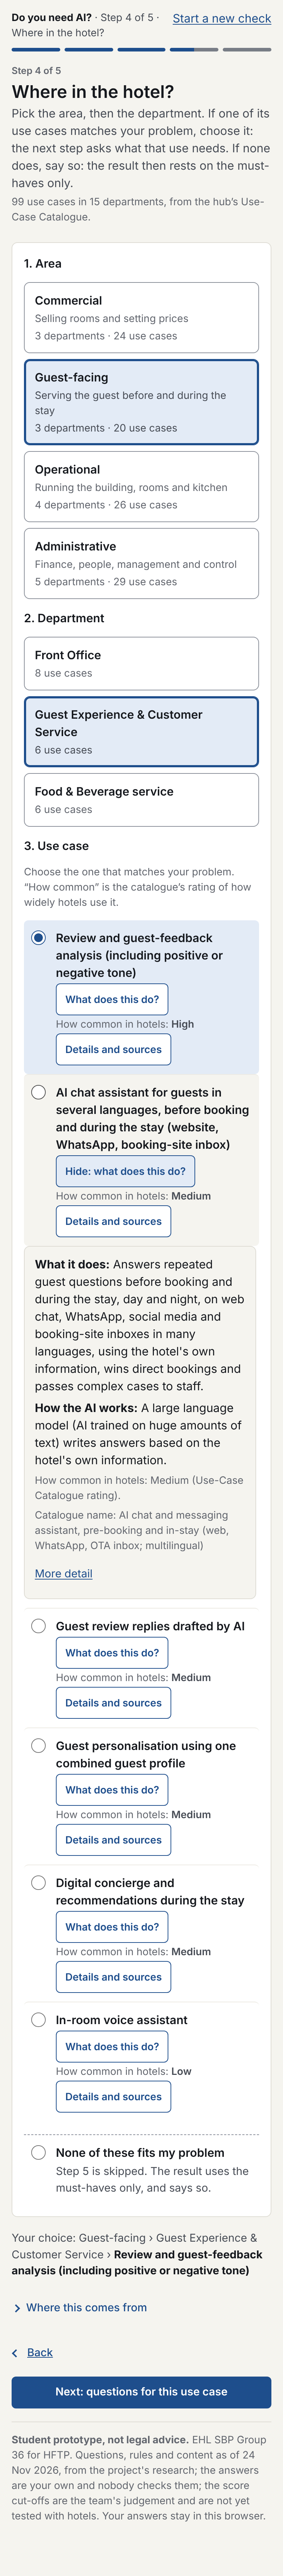 Do you need AI? · Step 4 of 5 ·
Where in the hotel?
Start a new check
Step 4 of 5
Where in the hotel?
Pick the area, then the department. If one of its
use cases matches your problem, choose it:
the next step asks what that use needs. If none
does, say so: the result then rests on the must-
haves only.
99 use cases in 15 departments, from the hub's Use-
Case Catalogue.
1. Area
Commercial
Selling rooms and setting prices
3 departments · 24 use cases
Guest-facing
Serving the guest before and during the
stay
3 departments · 20 use cases
Operational
Running the building, rooms and kitchen
4 departments · 26 use cases
Administrative
Finance, people, management and control
5 departments · 29 use cases
2. Department
Front Office
8 use cases
Guest Experience & Customer
Service
6 use cases
Food & Beverage service
6 use cases
3. Use case
Choose the one that matches your problem.
“How common” is the catalogue's rating of how
widely hotels use it.
Review and guest-feedback
analysis (including positive or
negative tone)
What does this do?
How common in hotels: High
Details and sources
AI chat assistant for guests in
several languages, before booking
and during the stay (website,
WhatsApp, booking-site inbox)
Hide: what does this do?
How common in hotels: Medium
Details and sources
What it does: Answers repeated
guest questions before booking and
during the stay, day and night, on web
chat, WhatsApp, social media and
booking-site inboxes in many
languages, using the hotel's own
information, wins direct bookings and
passes complex cases to staff.
How the AI works: A large language
model (AI trained on huge amounts of
text) writes answers based on the
hotel's own information.
How common in hotels: Medium (Use-Case
Catalogue rating).
Catalogue name: AI chat and messaging
assistant, pre-booking and in-stay (web,
WhatsApp, OTA inbox; multilingual)
More detail
Guest review replies drafted by AI
What does this do?
How common in hotels: Medium
Details and sources
Guest personalisation using one
combined guest profile
What does this do?
How common in hotels: Medium
Details and sources
Digital concierge and
recommendations during the stay
What does this do?
How common in hotels: Medium
Details and sources
In-room voice assistant
What does this do?
How common in hotels: Low
Details and sources
None of these fits my problem
Step 5 is skipped. The result uses the
must-haves only, and says so.
Your choice: Guest-facing › Guest Experience &
Customer Service › Review and guest-feedback
analysis (including positive or negative tone)
Where this comes from
Back
Next: questions for this use case
Student prototype, not legal advice. EHL SBP Group
36 for HFTP. Questions, rules and content as of 24
Nov 2026, from the project's research; the answers
are your own and nobody checks them; the score
cut-offs are the team's judgement and are not yet
tested with hotels. Your answers stay in this browser.